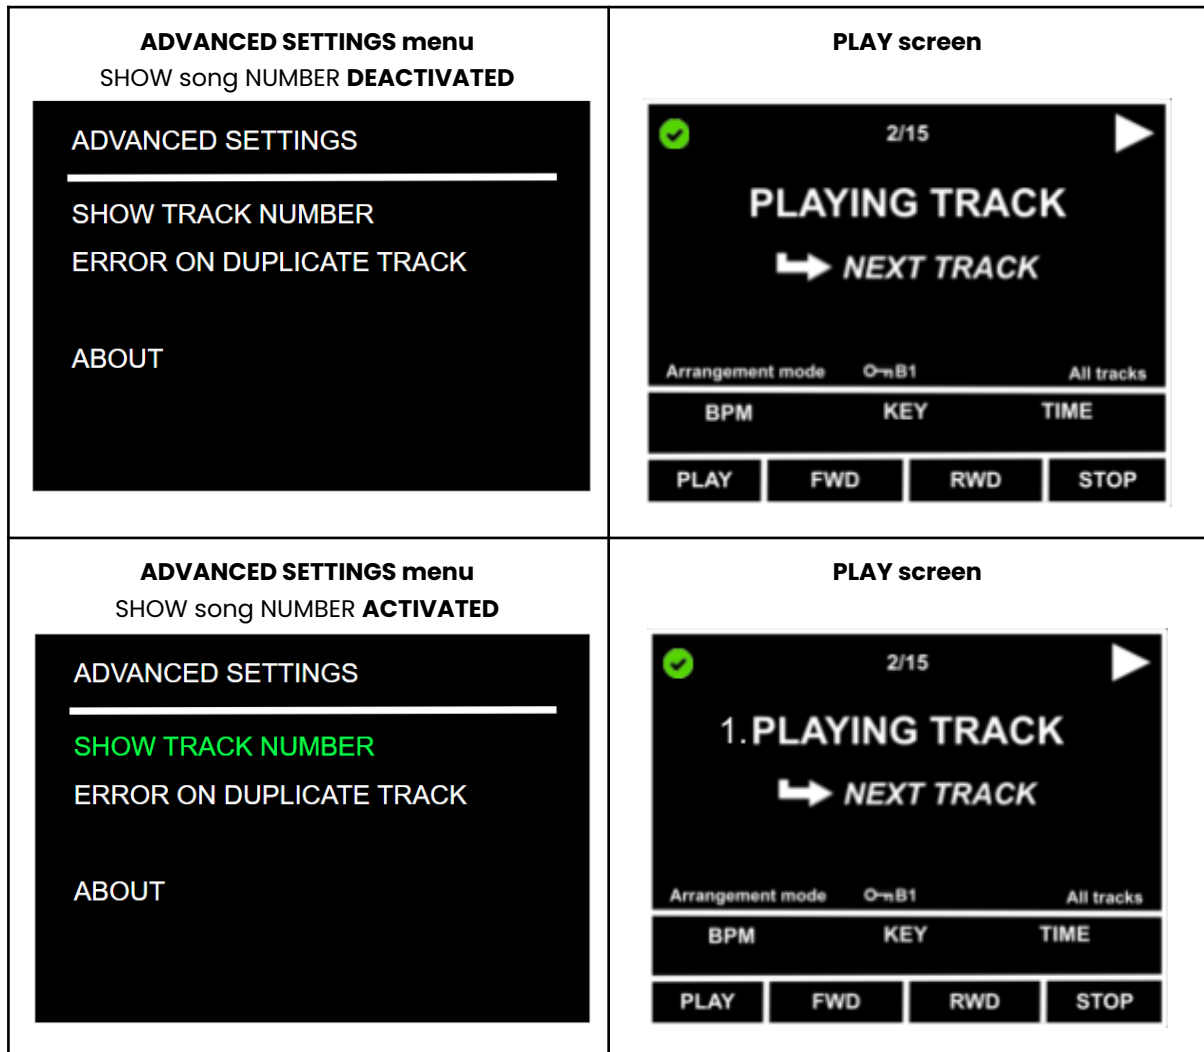 ADVANCED SETTINGS menu
SHOW song NUMBER DEACTIVATED
ADVANCED SETTINGS
SHOW TRACK NUMBER
ERROR ON DUPLICATE TRACK
ABOUT
PLAY screen
2/15
PLAYING TRACK
NEXT TRACK
Arrangement mode B1 All tracks
BPM KEY TIME
PLAY FWD RWD STOP
ADVANCED SETTINGS menu
SHOW song NUMBER ACTIVATED
ADVANCED SETTINGS
SHOW TRACK NUMBER
ERROR ON DUPLICATE TRACK
ABOUT
PLAY screen
2/15
1.PLAYING TRACK
NEXT TRACK
Arrangement mode B1 All tracks
BPM KEY TIME
PLAY FWD RWD STOP